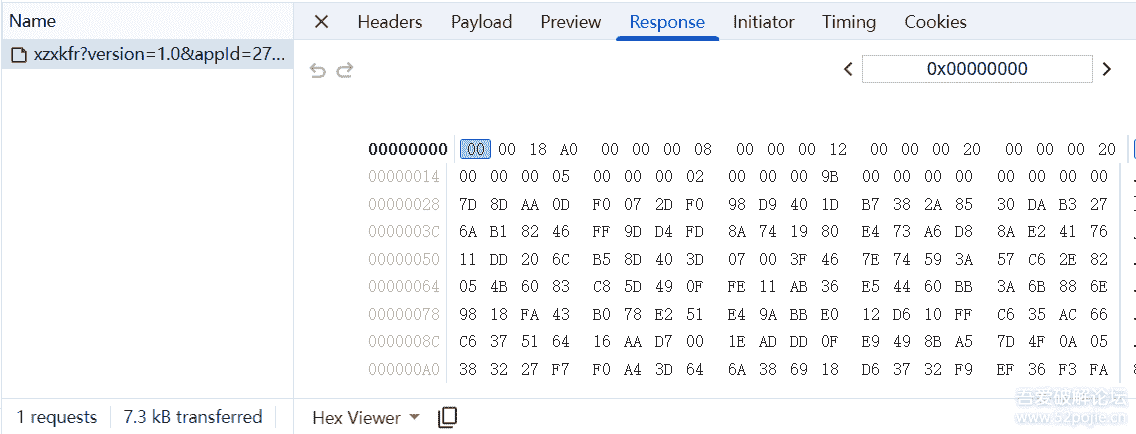 Name
× Headers Payload Preview Response Initiator Timing Cookies
xzxkfr?version=1.0&appId=27...
0x00000000
00000000 00 00 18 A0 00 00 00 08 00 00 00 12 00 00 00 20 00 00 00 20
00000014 00 00 00 05 00 00 00 02 00 00 00 9B 00 00 00 00 00 00 00 00
00000028 7D 8D AA 0D F0 07 2D F0 98 D9 40 1D B7 38 2A 85 30 DA B3 27
0000003C 6A B1 82 46 FF 9D D4 FD 8A 74 19 80 E4 73 A6 D8 8A E2 41 76
00000050 11 DD 20 6C B5 8D 40 3D 07 00 3F 46 7E 74 59 3A 57 C6 2E 82
00000064 05 4B 60 83 C8 5D 49 0F FE 11 AB 36 E5 44 60 BB 3A 6B 88 6E
00000078 98 18 FA 43 B0 78 E2 51 E4 9A BB E0 12 D6 10 FF C6 35 AC 66
0000008C C6 37 51 64 16 AA D7 00 1E AD DD 0F E9 49 8B A5 7D 4F 0A 05
000000A0 38 32 27 F7 F0 A4 3D 64 6A 38 69 18 D6 37 32 F9 EF 36 F3 FA
吾爱破解论坛
www.52pojie.cn
1 requests 7.3 kB transferred
Hex Viewer